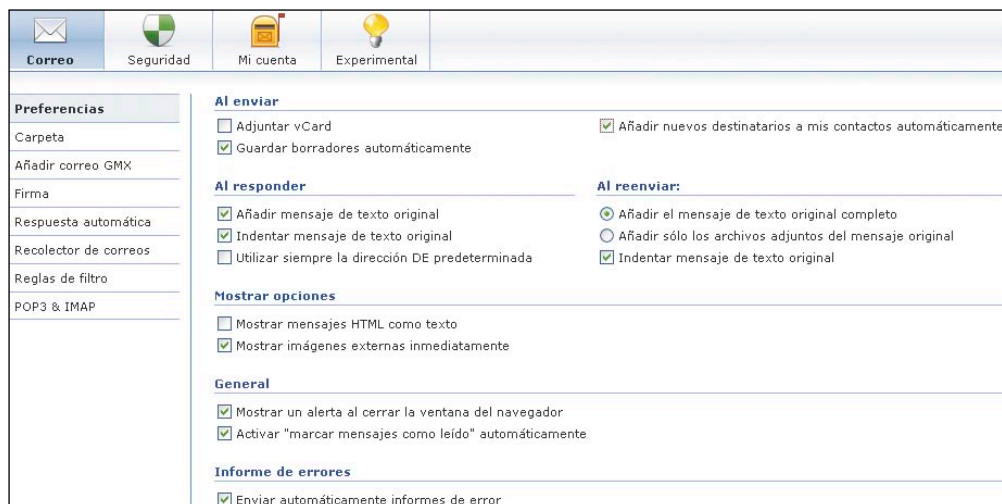 Correo
Seguridad
Mi cuenta
Experimental
Preferencias
Carpeta
Añadir correo GMX
Firma
Respuesta automática
Recolector de correos
Reglas de filtro
POP3 & IMAP
Al enviar
Adjuntar vCard
Añadir nuevos destinatarios a mis contactos automáticamente
Guardar borradores automáticamente
Al responder
Añadir mensaje de texto original
Indentar mensaje de texto original
Utilizar siempre la dirección DE predeterminada
Al reenviar:
Añadir el mensaje de texto original completo
Añadir sólo los archivos adjuntos del mensaje original
Indentar mensaje de texto original
Mostrar opciones
Mostrar mensajes HTML como texto
Mostrar imágenes externas inmediatamente
General
Mostrar un alerta al cerrar la ventana del navegador
Activar "marcar mensajes como leído" automáticamente
Informe de errores
Enviar automáticamente informes de error